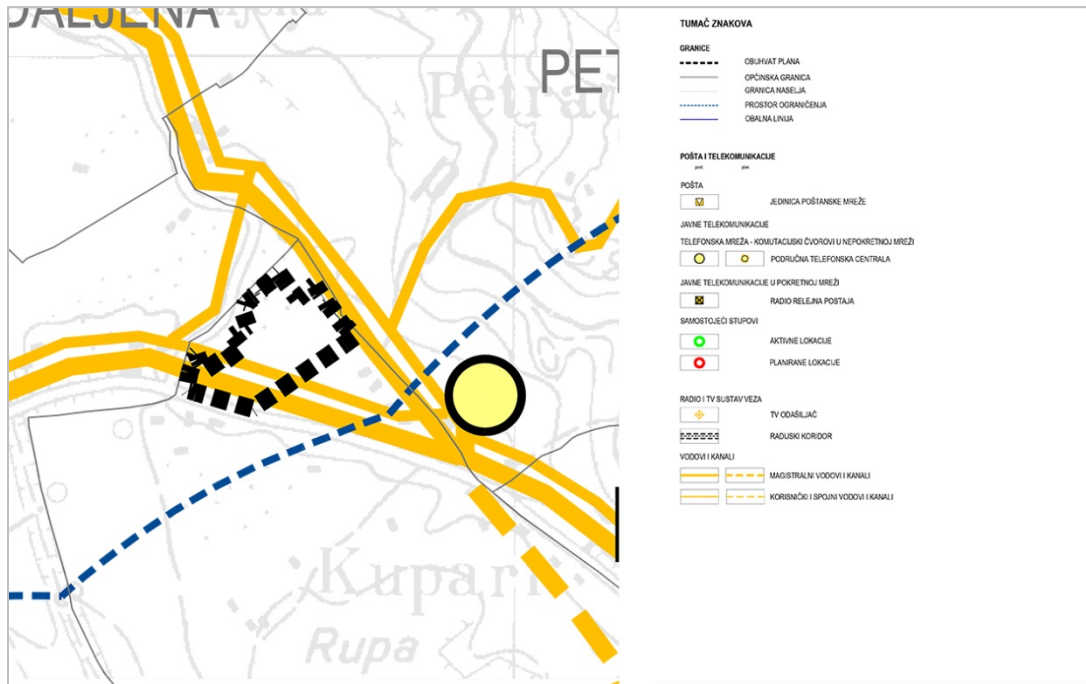 DALJENA
PET
Petrač
Kupari
Rupa
TUMAČ ZNAKOVA
GRANICE
OBUHVAT PLANA
OPĆINSKA GRANICA
GRANICA NASELJA
PROSTOR OGRANIČENJA
OBALNA LINIJA
POŠTA I TELEKOMUNIKACIJE
post. plan.
POŠTA
JEDINICA POŠTANSKE MREŽE
JAVNE TELEKOMUNIKACIJE
TELEFONSKA MREŽA - KOMUTACIJSKI ČVOROVI U NEPOKRETNOJ MREŽI
PODRUČNA TELEFONSKA CENTRALA
JAVNE TELEKOMUNIKACIJE U POKRETNOJ MREŽI
RADIO RELEJNA POSTAJA
SAMOSTOJEĆI STUPOVI
AKTIVNE LOKACIJE
PLANIRANE LOKACIJE
RADIO I TV SUSTAV VEZA
TV ODAŠILJAČ
RADIJSKI KORIDOR
VODOVI I KANALI
MAGISTRALNI VODOVI I KANALI
KORISNIČKI I SPOJNI VODOVI I KANALI